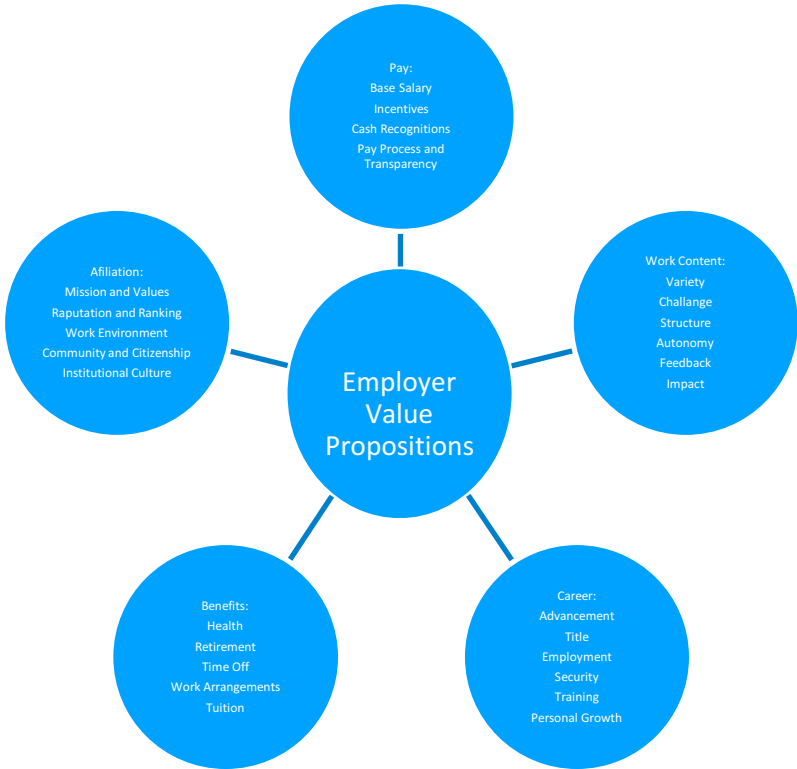 Pay:
Base Salary
Incentives
Cash Recognitions
Pay Process and
Transparency
Afiliation:
Mission and Values
Raputation and Ranking
Work Environment
Community and Citizenship
Institutional Culture
Work Content:
Variety
Challange
Structure
Autonomy
Feedback
Impact
Employer
Value
Propositions
Benefits:
Health
Retirement
Time Off
Work Arrangements
Tuition
Career:
Advancement
Title
Employment
Security
Training
Personal Growth